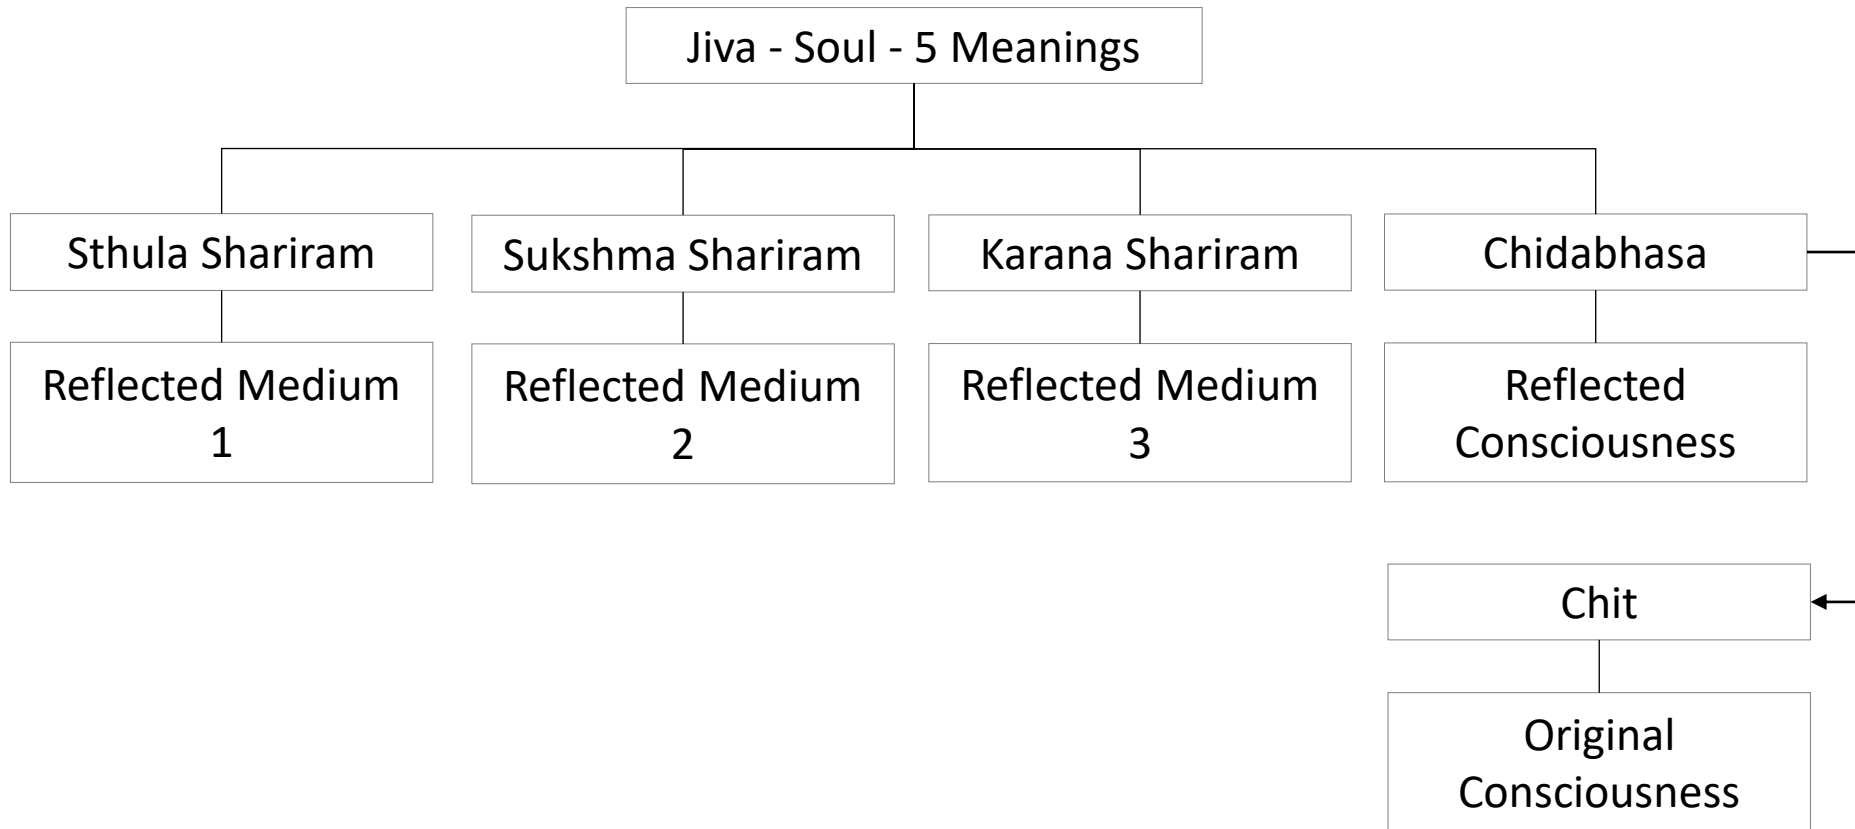 Jiva - Soul - 5 Meanings
Sthula Shariram
Sukshma Shariram
Karana Shariram
Chidabhasa
Reflected Medium
1
Reflected Medium
2
Reflected Medium
3
Reflected
Consciousness
Chit
Original
Consciousness